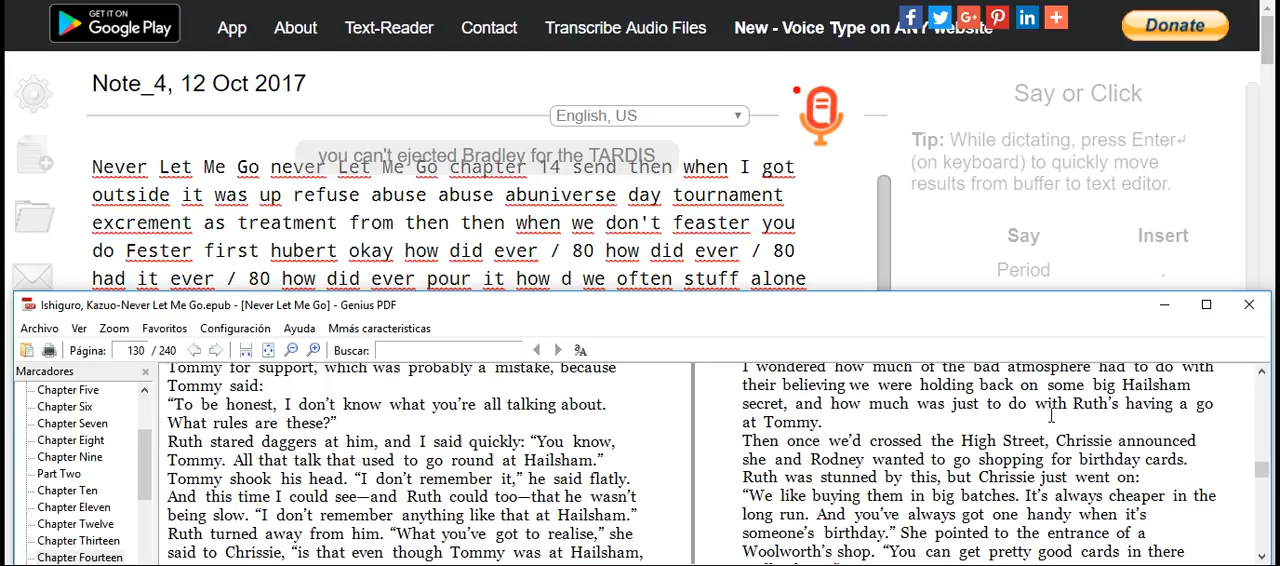 GET IT ON
Google Play
App
About
Text-Reader
Contact
Transcribe Audio Files
New - Voice Type on ANY website
Donate
Note_4, 12 Oct 2017
English, US
you can't ejected Bradley for the TARDIS
Never Let Me Go never Let Me Go chapter 14 send then when I got
outside it was up refuse abuse abuse abuniverse day tournament
excrement as treatment from then then when we don't feaster you
do Fester first hubert okay how did ever / 80 how did ever / 80
had it ever / 80 how did ever pour it how d we often stuff alone
Say or Click
Tip: While dictating, press Enter↵
(on keyboard) to quickly move
results from buffer to text editor.
Say Insert
Period .
Ishiguro, Kazuo-Never Let Me Go.epub - [Never Let Me Go] - Genius PDF
Archivo Ver Zoom Favoritos Configuración Ayuda Mmás caracteristicas
Página: 130 / 240
Buscar:
Marcadores
Chapter Five
Chapter Six
Chapter Seven
Chapter Eight
Chapter Nine
Part Two
Chapter Ten
Chapter Eleven
Chapter Twelve
Chapter Thirteen
Chapter Fourteen
Tommy for support, which was probably a mistake, because
Tommy said:
“To be honest, I don’t know what you’re all talking about.
What rules are these?”
Ruth stared daggers at him, and I said quickly: “You know,
Tommy. All that talk that used to go round at Hailsham.”
Tommy shook his head. “I don’t remember it,” he said flatly.
And this time I could see—and Ruth could too—that he wasn’t
being slow. “I don’t remember anything like that at Hailsham.”
Ruth turned away from him. “What you’ve got to realise,” she
said to Chrissie, “is that even though Tommy was at Hailsham,
I wondered how much of the bad atmosphere had to do with
their believing we were holding back on some big Hailsham
secret, and how much was just to do with Ruth’s having a go
at Tommy.
Then once we’d crossed the High Street, Chrissie announced
she and Rodney wanted to go shopping for birthday cards.
Ruth was stunned by this, but Chrissie just went on:
“We like buying them in big batches. It’s always cheaper in the
long run. And you’ve always got one handy when it’s
someone’s birthday.” She pointed to the entrance of a
Woolworth’s shop. “You can get pretty good cards in there